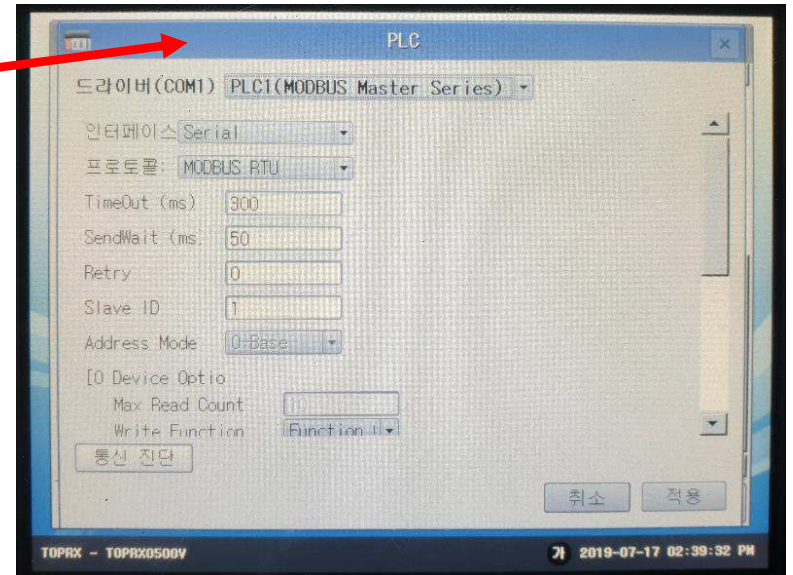 PLC
드라이버(COM1) PLC1(MODBUS Master Series)
인터페이스 Serial
프로토콜: MODBUS RTU
TimeOut (ms) 300
SendWait (ms. 50
Retry 0
Slave ID 1
Address Mode 0-Base
[0 Device Optio
Max Read Count
Write Function Function
통신 진단
취소 적용
TOPRX - TOPRX0500V 가 2019-07-17 02:39:32 PM